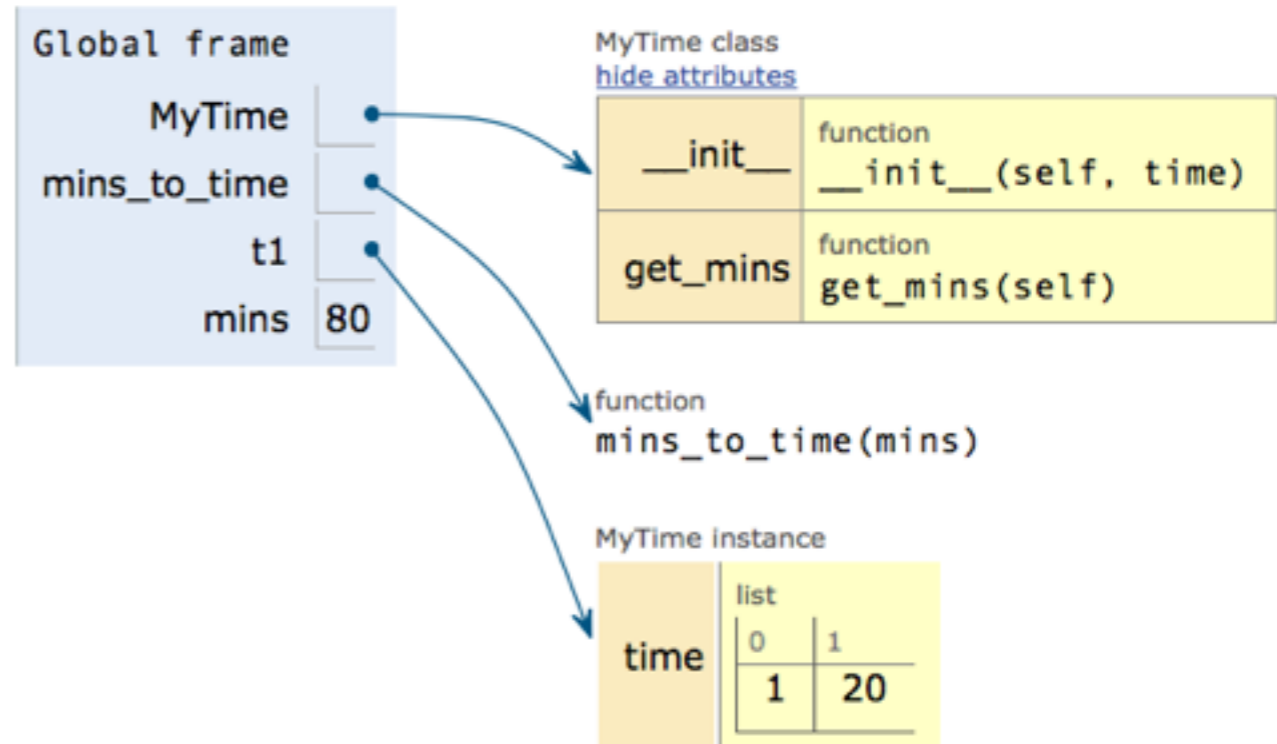 Global frame
MyTime
mins_to_time
t1
mins 80
MyTime class
hide attributes
__init__
function
__init__(self, time)
get_mins
function
get_mins(self)
function
mins_to_time(mins)
MyTime instance
time
list
0 1
1 20